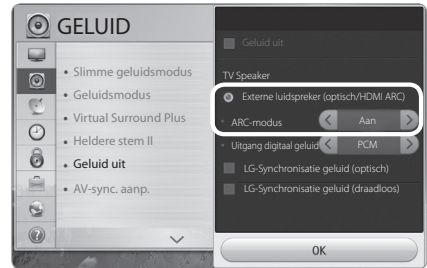 GELUID
• Slimme geluidsmodus
• Geluidsmodus
• Virtual Surround Plus
• Heldere stem II
• Geluid uit
• AV-sync. aanp.
Geluid uit
TV Speaker
Externe luidspreker (optisch/HDMI ARC)
• ARC-modus < Aan >
• Uitgang digitaal geluid < PCM >
LG-Synchronisatie geluid (optisch)
LG-Synchronisatie geluid (draadloos)
OK